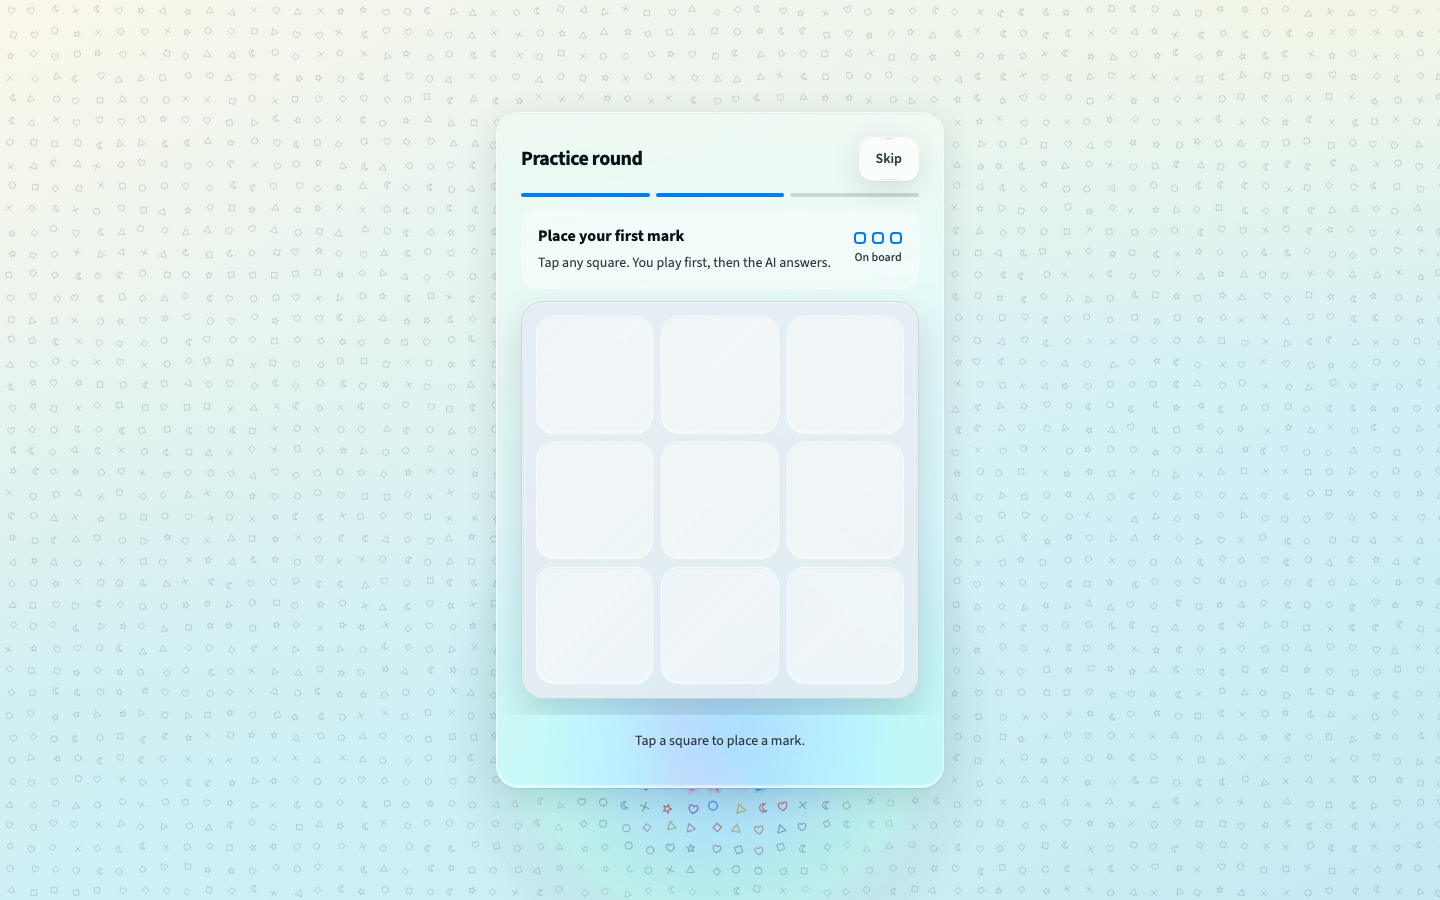 Practice round
Skip
Place your first mark
Tap any square. You play first, then the AI answers.
On board
Tap a square to place a mark.